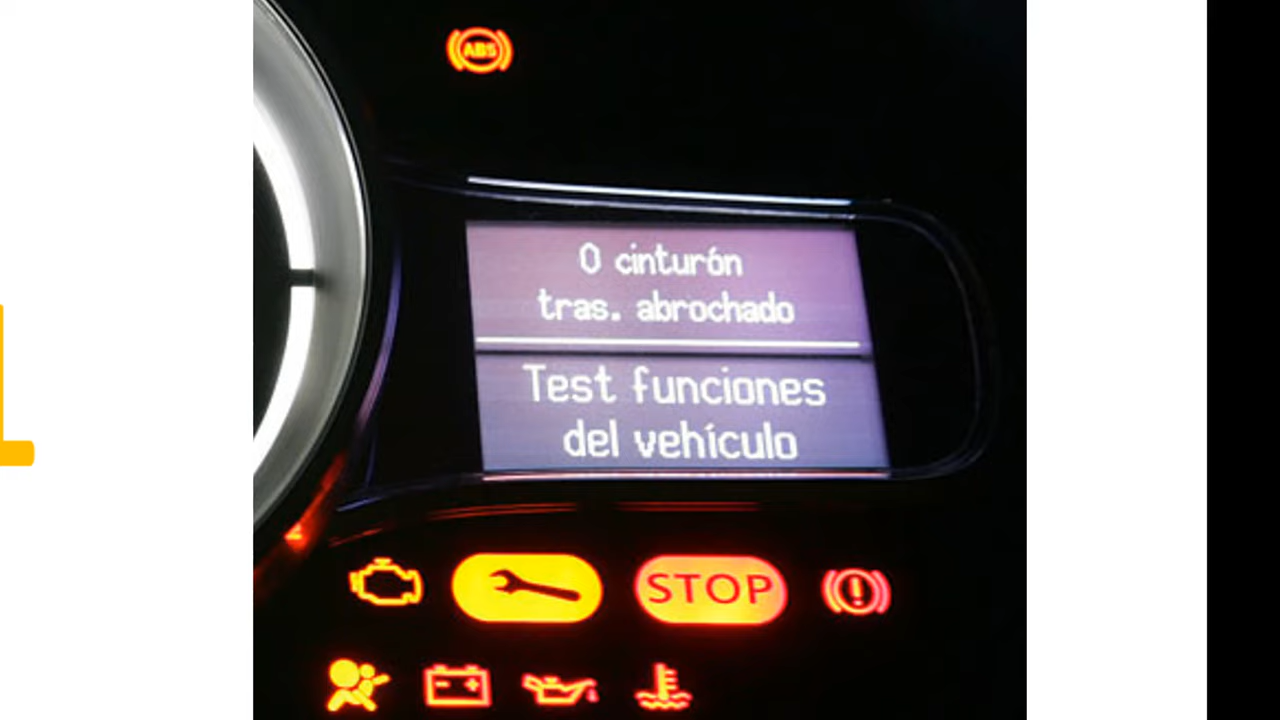 ABS
0 cinturón
tras. abrochado
Test funciones
del vehículo
STOP